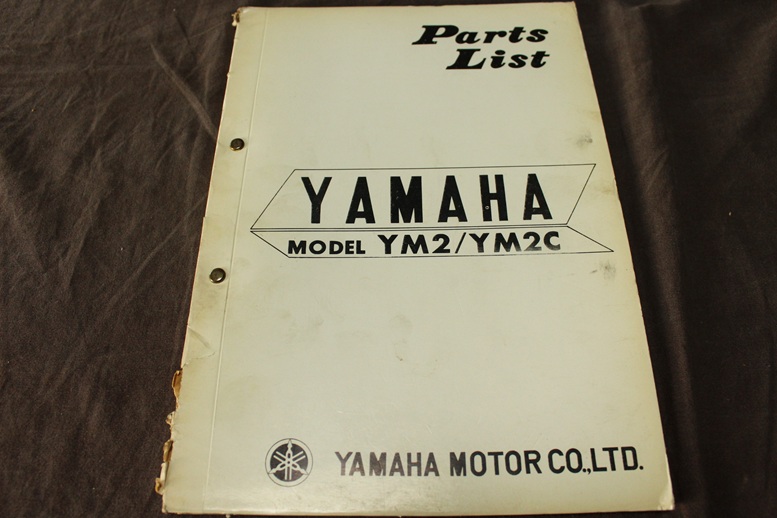 Parts
List
YAMAHA
MODEL YM2/YM2C
YAMAHA MOTOR CO.,LTD.